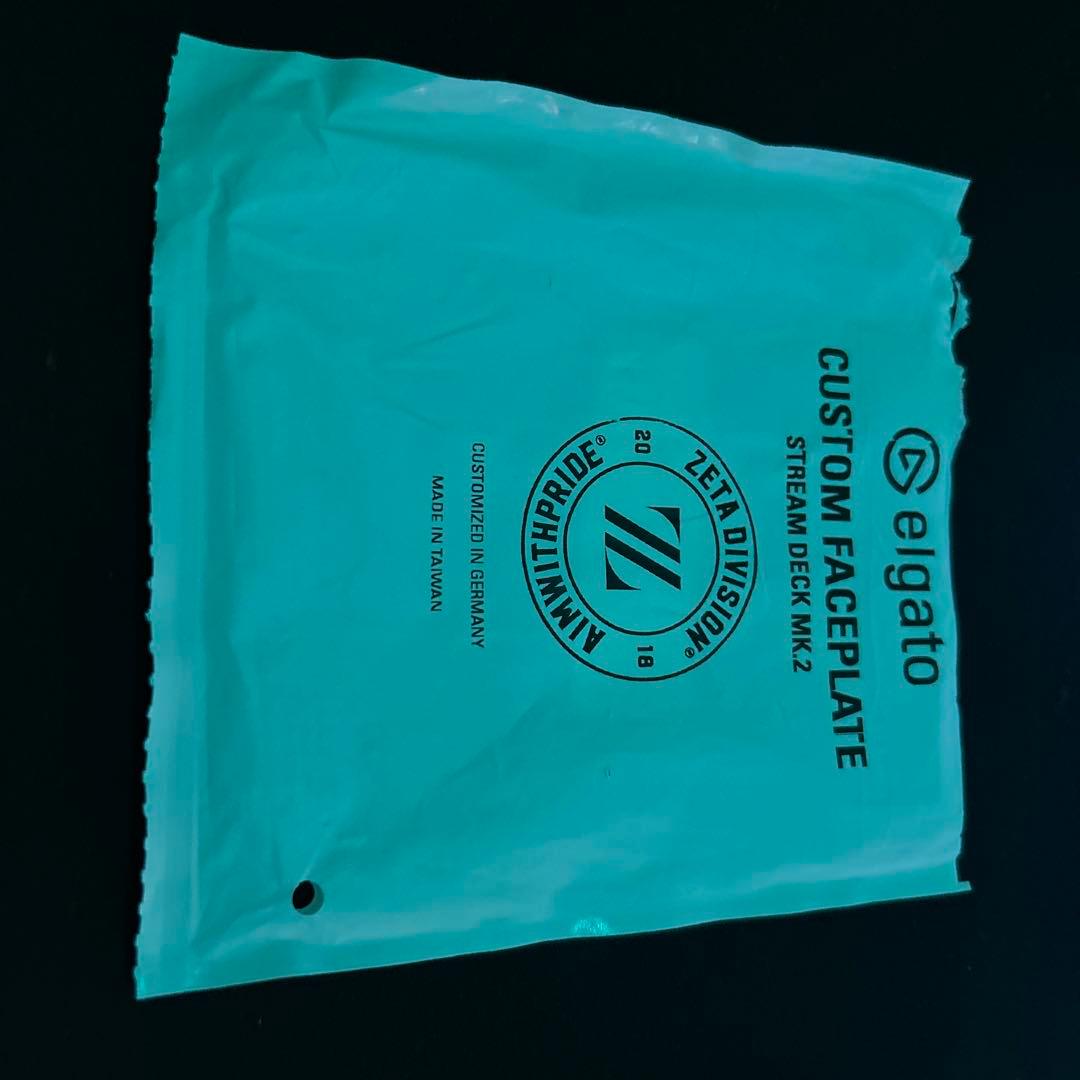 elgato
CUSTOM FACEPLATE
STREAM DECK MK.2
ZETA DIVISION®
20 18
AIMWITHPRIDE®
CUSTOMIZED IN GERMANY
MADE IN TAIWAN